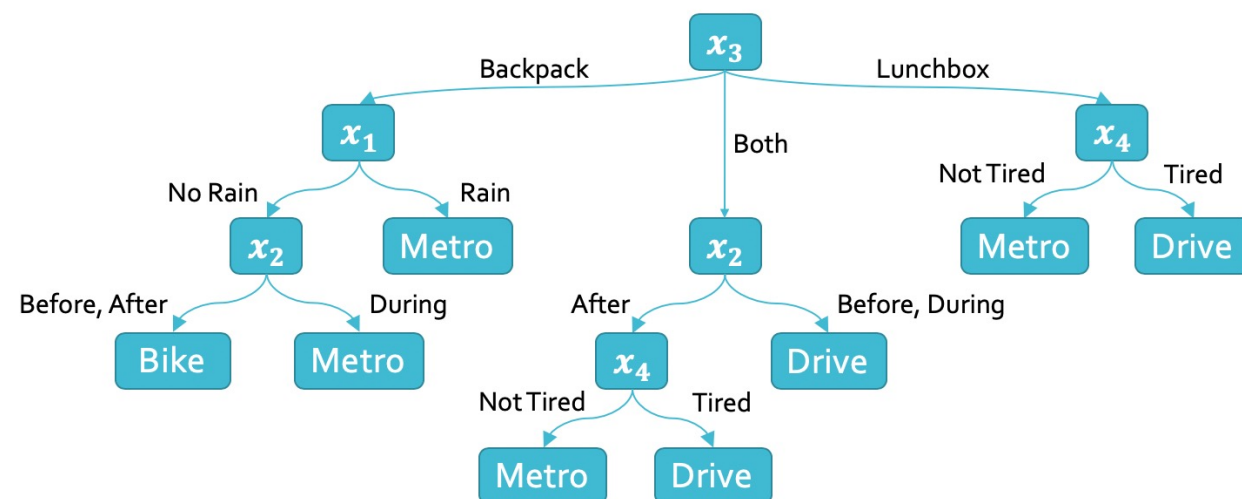 x₃
Backpack
Lunchbox
x₁
Both
x₄
No Rain
Rain
Not Tired
Tired
x₂
Metro
x₂
Metro
Drive
Before, After
During
After
Before, During
Bike
Metro
x₄
Drive
Not Tired
Tired
Metro
Drive